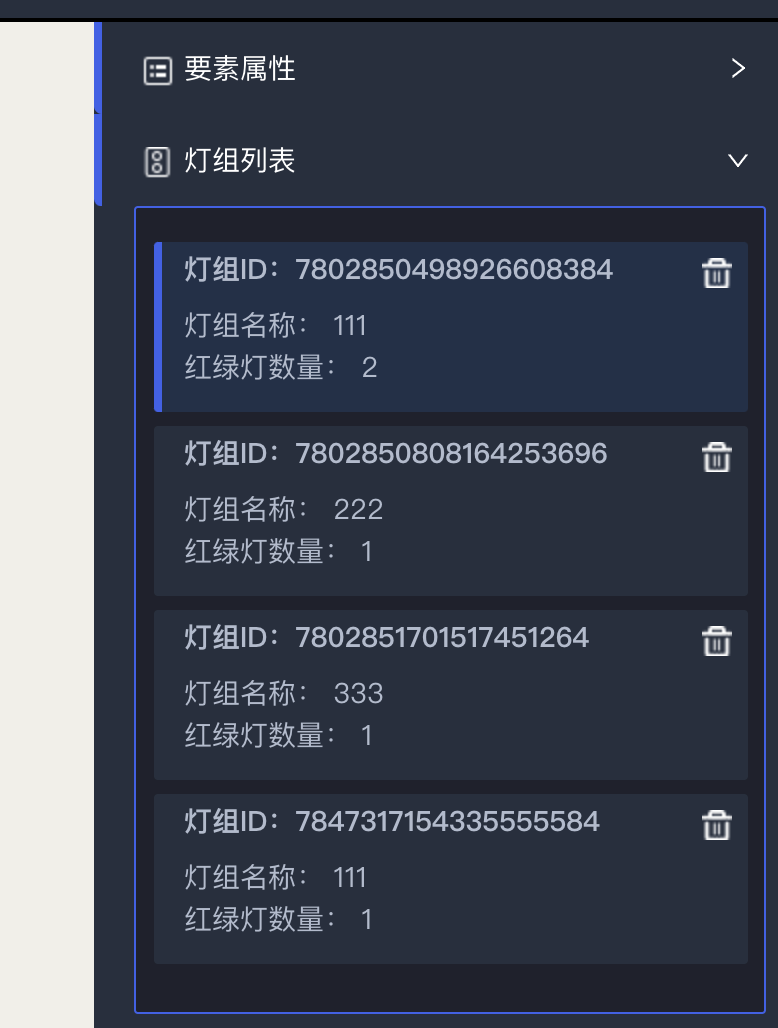 要素属性
灯组列表
灯组ID：7802850498926608384
灯组名称： 111
红绿灯数量： 2
灯组ID：7802850808164253696
灯组名称： 222
红绿灯数量： 1
灯组ID：7802851701517451264
灯组名称： 333
红绿灯数量： 1
灯组ID：7847317154335555584
灯组名称： 111
红绿灯数量： 1